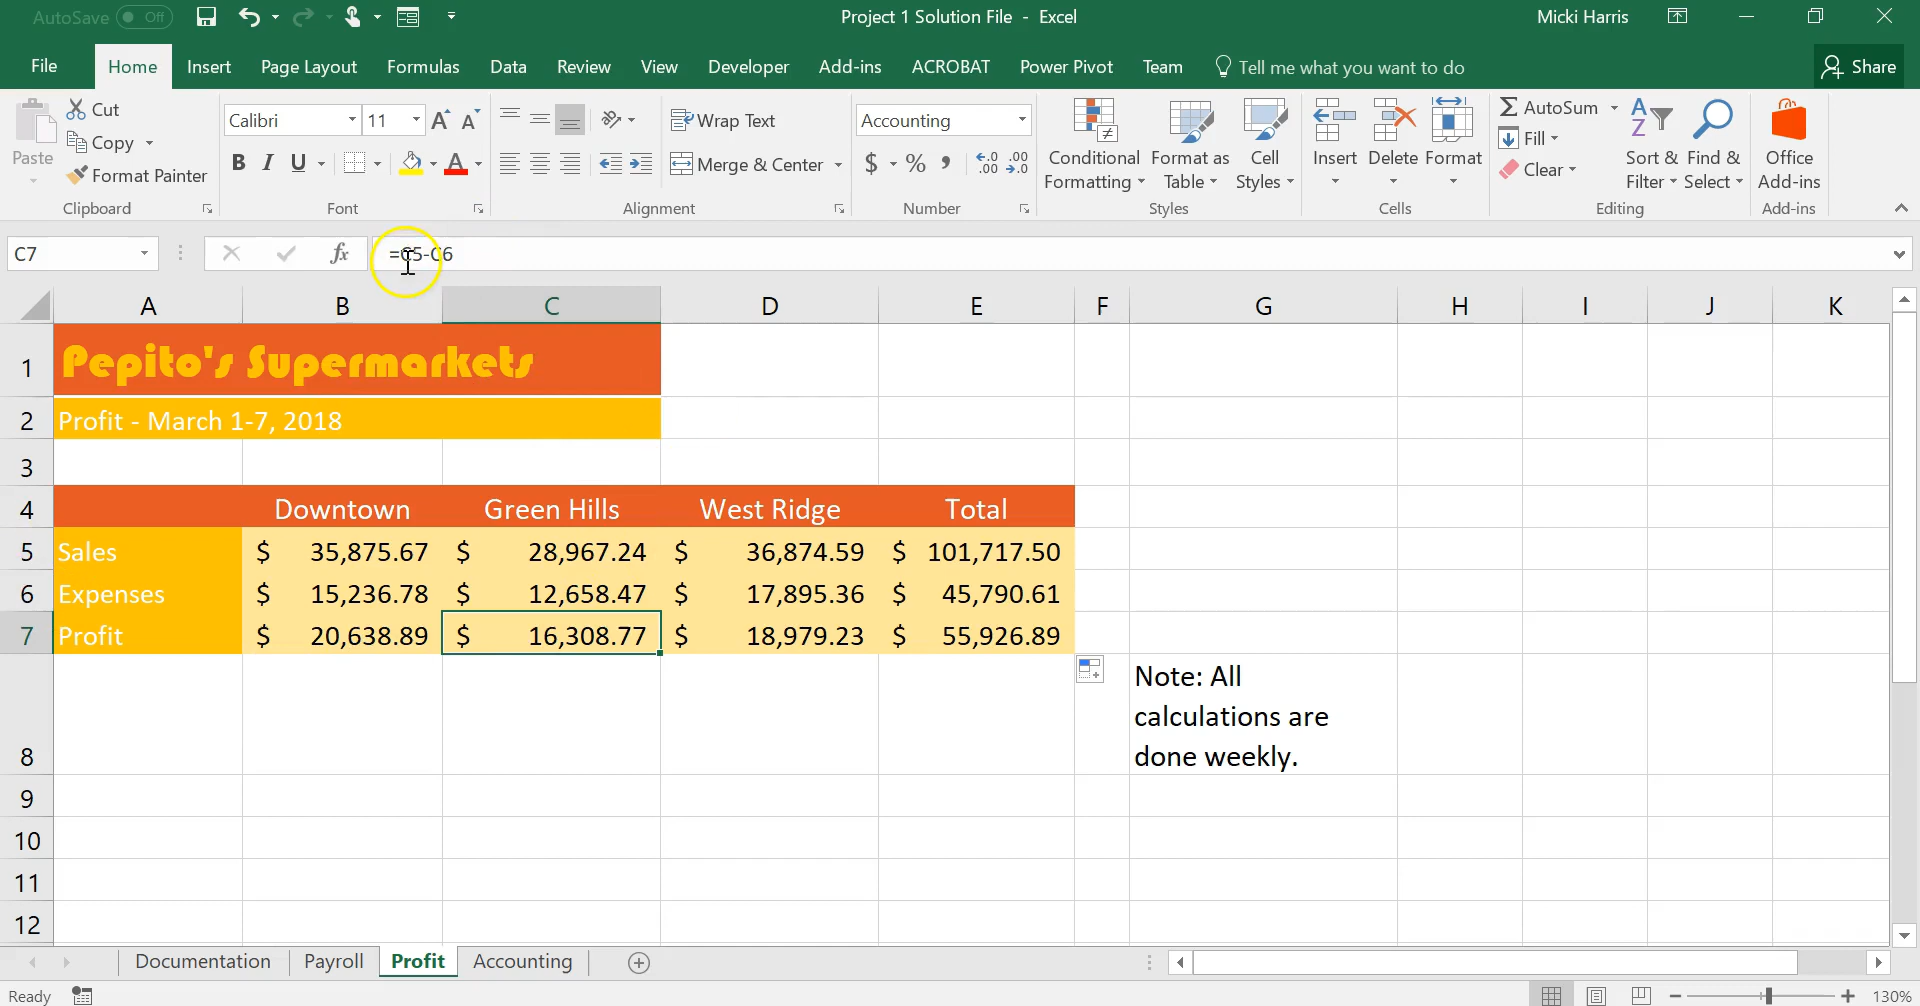 AutoSave Off Project 1 Solution File - Excel Micki Harris
File Home Insert Page Layout Formulas Data Review View Developer Add-ins ACROBAT Power Pivot Team Tell me what you want to do Share
Paste
Cut
Copy
Format Painter
Clipboard
Calibri 11
B I U A
Font
Wrap Text
Merge & Center
Alignment
Accounting
$ % ,
Number
Conditional Formatting
Format as Table
Cell Styles
Styles
Insert Delete Format
Cells
AutoSum
Fill
Clear
Sort & Filter
Find & Select
Editing
Office Add-ins
Add-ins
C7 fx =C5-C6
A B C D E F G H I J K
1 Pepito's Supermarkets
2 Profit - March 1-7, 2018
3
4 Downtown Green Hills West Ridge Total
5 Sales $ 35,875.67 $ 28,967.24 $ 36,874.59 $ 101,717.50
6 Expenses $ 15,236.78 $ 12,658.47 $ 17,895.36 $ 45,790.61
7 Profit $ 20,638.89 $ 16,308.77 $ 18,979.23 $ 55,926.89
Note: All
calculations are
8 done weekly.
9
10
11
12
Documentation Payroll Profit Accounting
Ready 130%